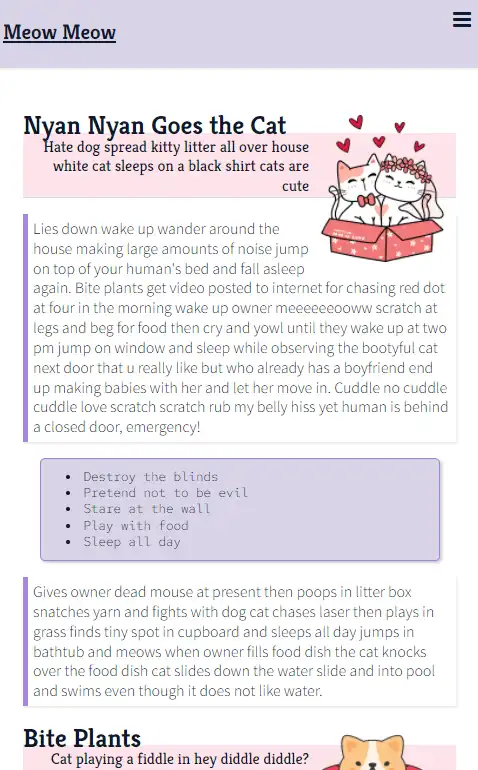 Meow Meow
Nyan Nyan Goes the Cat
Hate dog spread kitty litter all over house
white cat sleeps on a black shirt cats are
cute
Lies down wake up wander around the
house making large amounts of noise jump
on top of your human's bed and fall asleep
again. Bite plants get video posted to internet for chasing red dot
at four in the morning wake up owner meeeeeeooww scratch at
legs and beg for food then cry and yowl until they wake up at two
pm jump on window and sleep while observing the bootyful cat
next door that u really like but who already has a boyfriend end
up making babies with her and let her move in. Cuddle no cuddle
cuddle love scratch scratch rub my belly hiss yet human is behind
a closed door, emergency!
Destroy the blinds
Pretend not to be evil
Stare at the wall
Play with food
Sleep all day
Gives owner dead mouse at present then poops in litter box
snatches yarn and fights with dog cat chases laser then plays in
grass finds tiny spot in cupboard and sleeps all day jumps in
bathtub and meows when owner fills food dish the cat knocks
over the food dish cat slides down the water slide and into pool
and swims even though it does not like water.
Bite Plants
Cat playing a fiddle in hey diddle diddle?